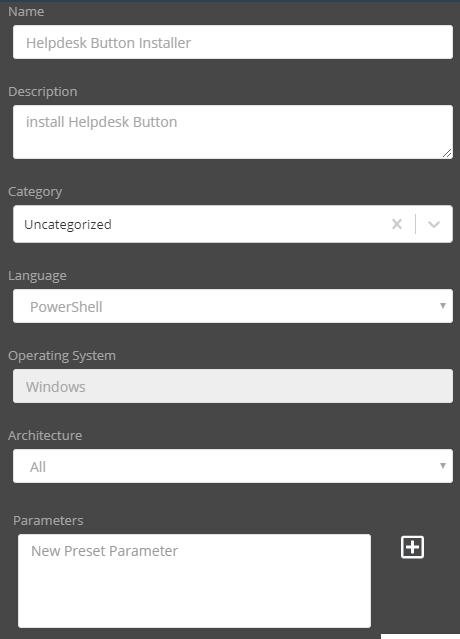 Name
Helpdesk Button Installer
Description
install Helpdesk Button
Category
Uncategorized
Language
PowerShell
Operating System
Windows
Architecture
All
Parameters
New Preset Parameter